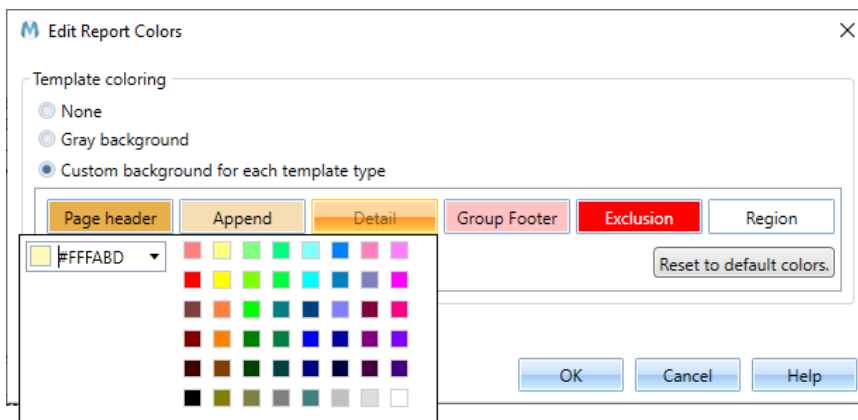 Edit Report Colors
Template coloring
None
Gray background
Custom background for each template type
Page header Append Detail Group Footer Exclusion Region
#FFFABD
Reset to default colors.
OK Cancel Help